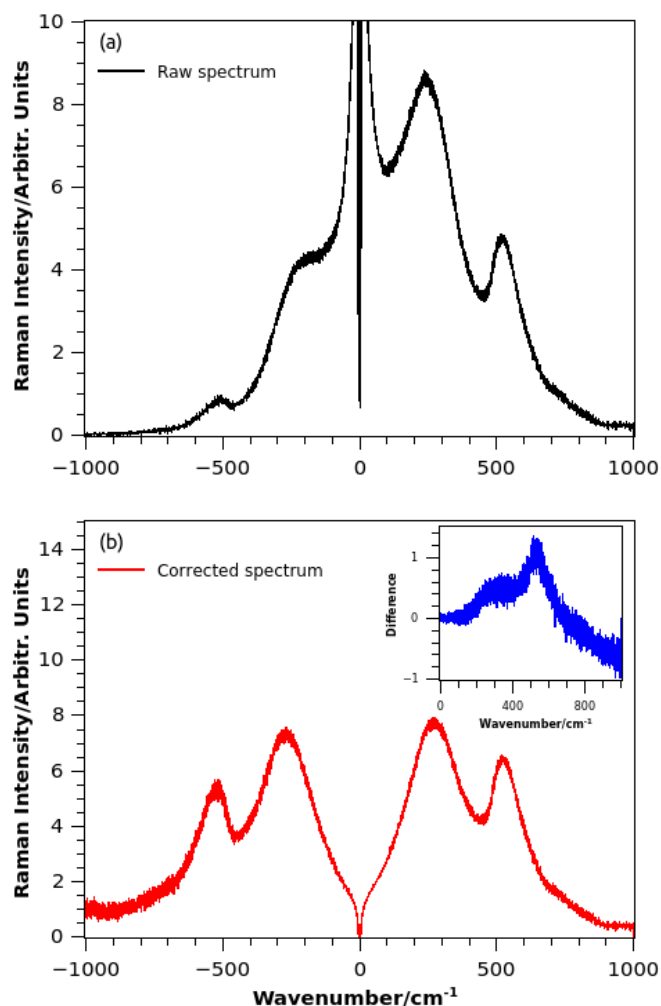 (a)
Raw spectrum
Raman Intensity/Arbitr. Units
10
8
6
4
2
0
−1000 −500 0 500 1000
(b)
Corrected spectrum
Raman Intensity/Arbitr. Units
14
12
10
8
6
4
2
0
Difference
1
0
−1
0 400 800
Wavenumber/cm⁻¹
−1000 −500 0 500 1000
Wavenumber/cm⁻¹